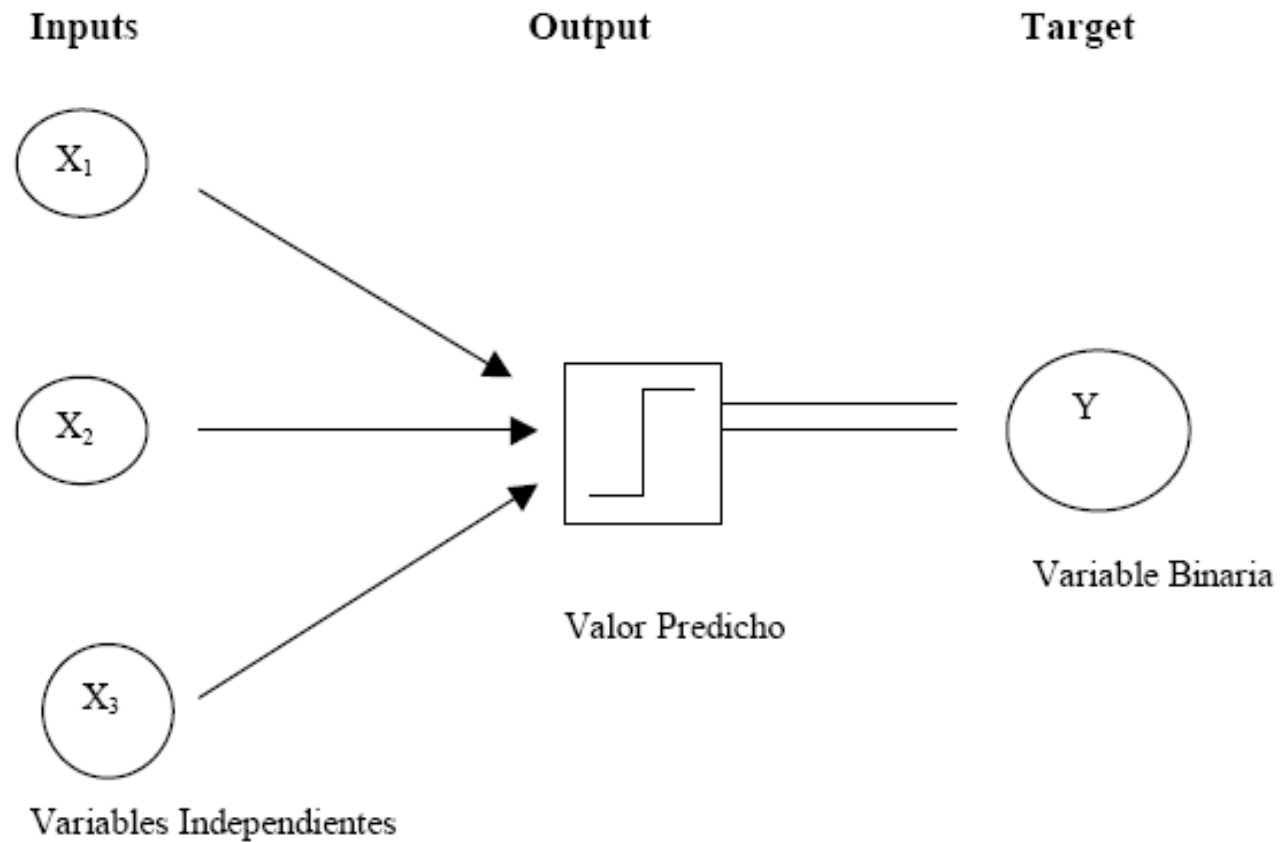 Inputs
Output
Target
X₁
X₂
Y
Variable Binaria
Valor Predicho
X₃
Variables Independientes